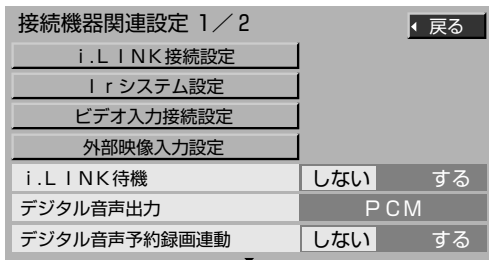 接続機器関連設定 1／2
戻る
ｉ.ＬＩＮＫ接続設定
Ｉｒシステム設定
ビデオ入力接続設定
外部映像入力設定
ｉ.ＬＩＮＫ待機 しない する
デジタル音声出力 ＰＣＭ
デジタル音声予約録画連動 しない する